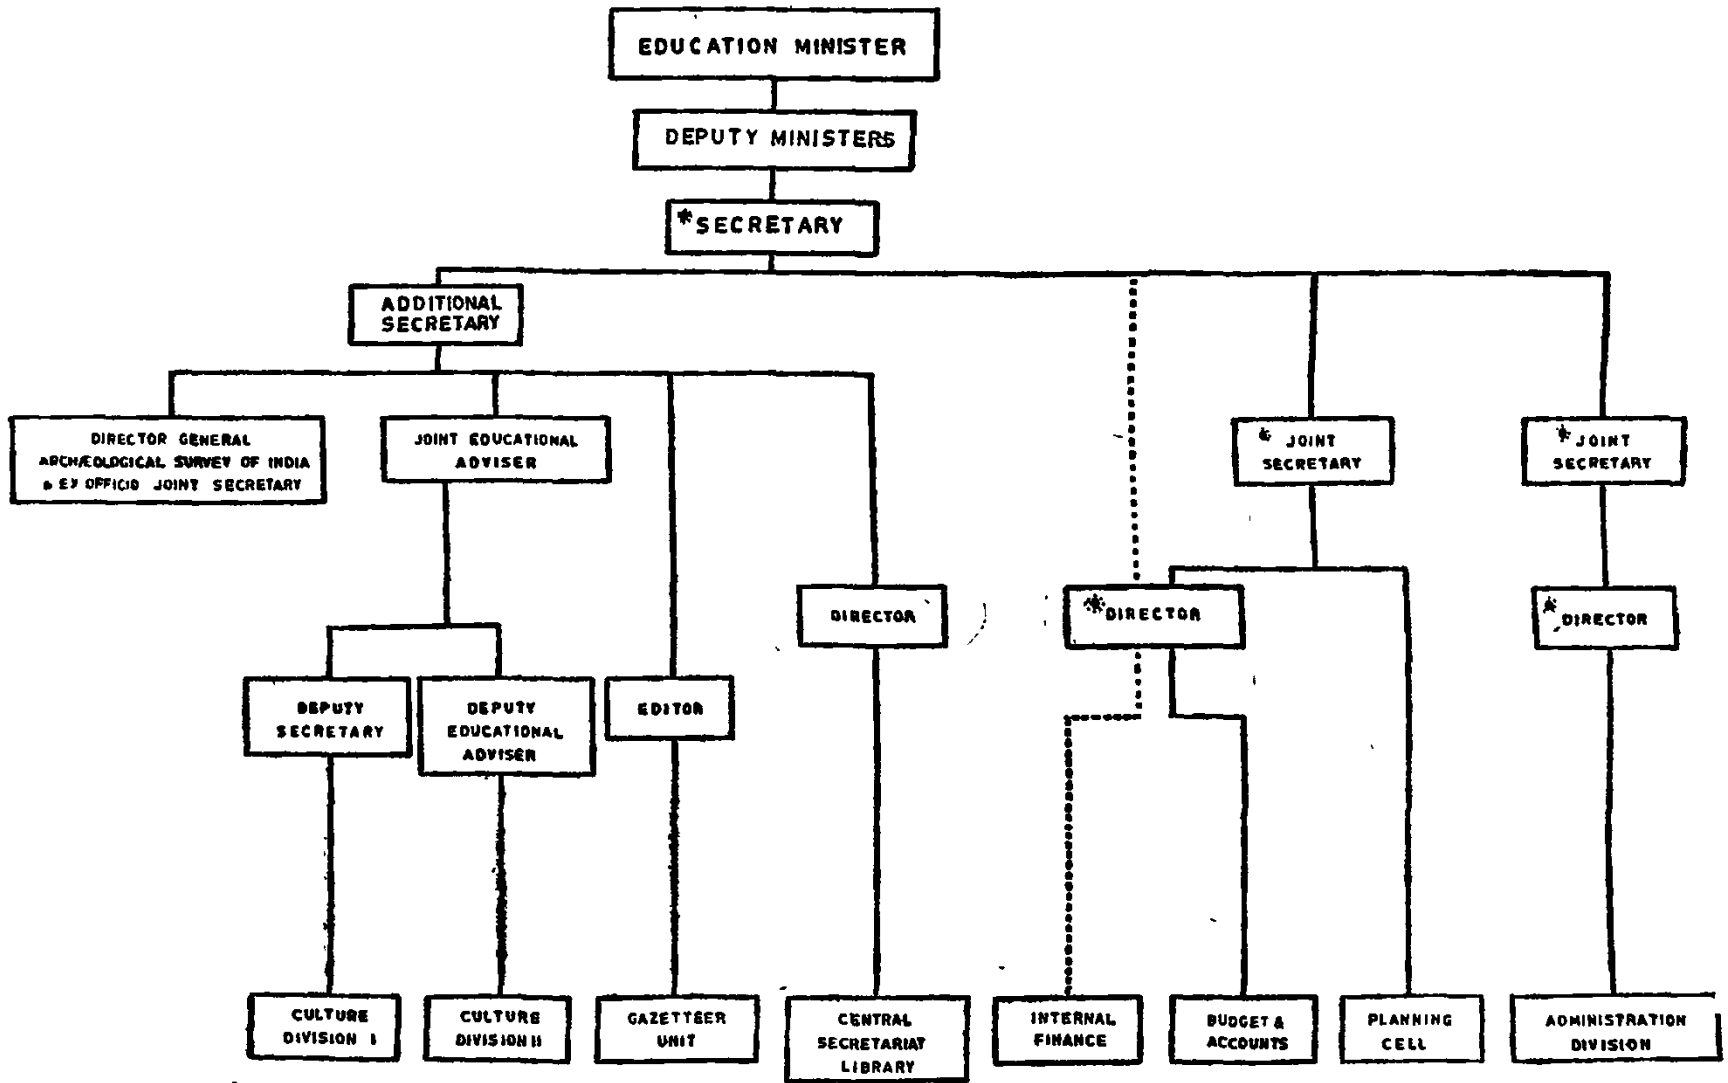 EDUCATION MINISTER
DEPUTY MINISTERS
*SECRETARY
ADDITIONAL
SECRETARY
DIRECTOR GENERAL
ARCHÆOLOGICAL SURVEY OF INDIA
& EX OFFICIO JOINT SECRETARY
JOINT EDUCATIONAL
ADVISER
* JOINT
SECRETARY
* JOINT
SECRETARY
DIRECTOR
*DIRECTOR
*DIRECTOR
DEPUTY
SECRETARY
DEPUTY
EDUCATIONAL
ADVISER
EDITOR
CULTURE
DIVISION I
CULTURE
DIVISION II
GAZETTEER
UNIT
CENTRAL
SECRETARIAT
LIBRARY
INTERNAL
FINANCE
BUDGET &
ACCOUNTS
PLANNING
CELL
ADMINISTRATION
DIVISION